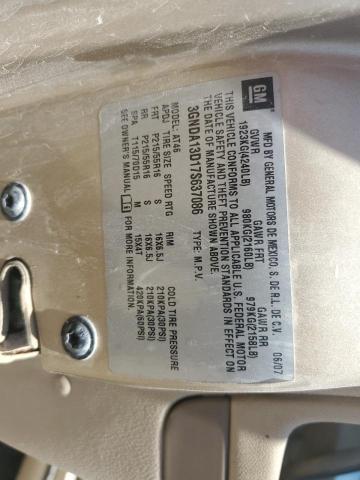 GM
MFD BY GENERAL MOTORS DE MEXICO, S. DE R.L. DE C.V.
06/07
GVWR GAWR FRT GAWR RR
1923KG(4240LB) 980KG(2160LB) 979KG(2158LB)
THIS VEHICLE CONFORMS TO ALL APPLICABLE U.S. FEDERAL MOTOR
VEHICLE SAFETY AND THEFT PREVENTION STANDARDS IN EFFECT ON
THE DATE OF MANUFACTURE SHOWN ABOVE.
3GNDA13D173637086 TYPE: M.P.V.
MODEL: AT46
APDJ TIRE SIZE SPEED RTG RIM COLD TIRE PRESSURE
FRT P215/55R16 S 16X6.5J 210KPA(30PSI)
RR P215/55R16 S 16X6.5J 210KPA(30PSI)
SPA T115/70D15 M 15X4T 420KPA(60PSI)
SEE OWNER'S MANUAL FOR MORE INFORMATION.